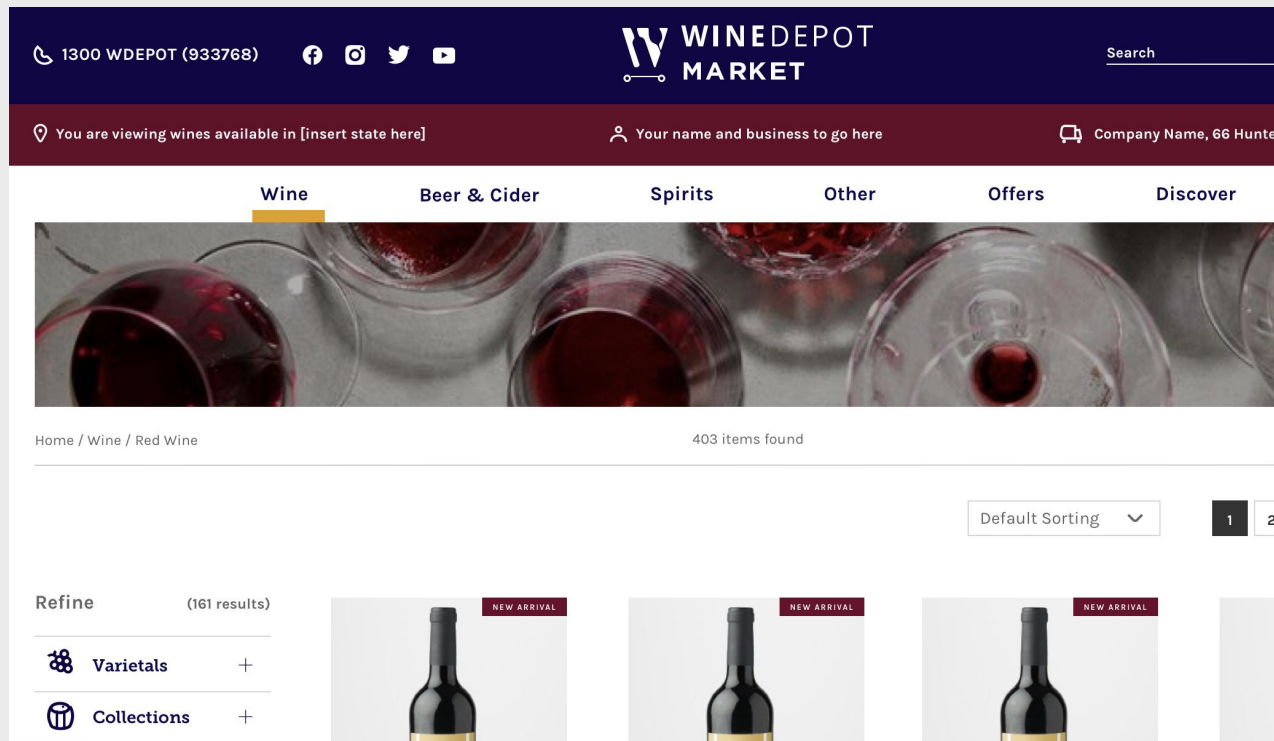 1300 WDEPOT (933768)
WINEDEPOT
MARKET
Search
You are viewing wines available in [insert state here]
Your name and business to go here
Company Name, 66 Hunte
Wine
Beer & Cider
Spirits
Other
Offers
Discover
Home / Wine / Red Wine
403 items found
Default Sorting
1
2
Refine
(161 results)
NEW ARRIVAL
NEW ARRIVAL
NEW ARRIVAL
Varietals
Collections